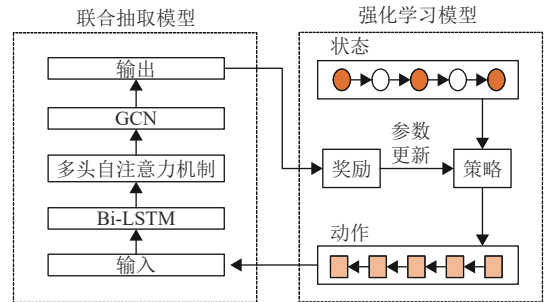 联合抽取模型
输出
GCN
多头自注意力机制
Bi-LSTM
输入
强化学习模型
状态
参数
更新
奖励
策略
动作